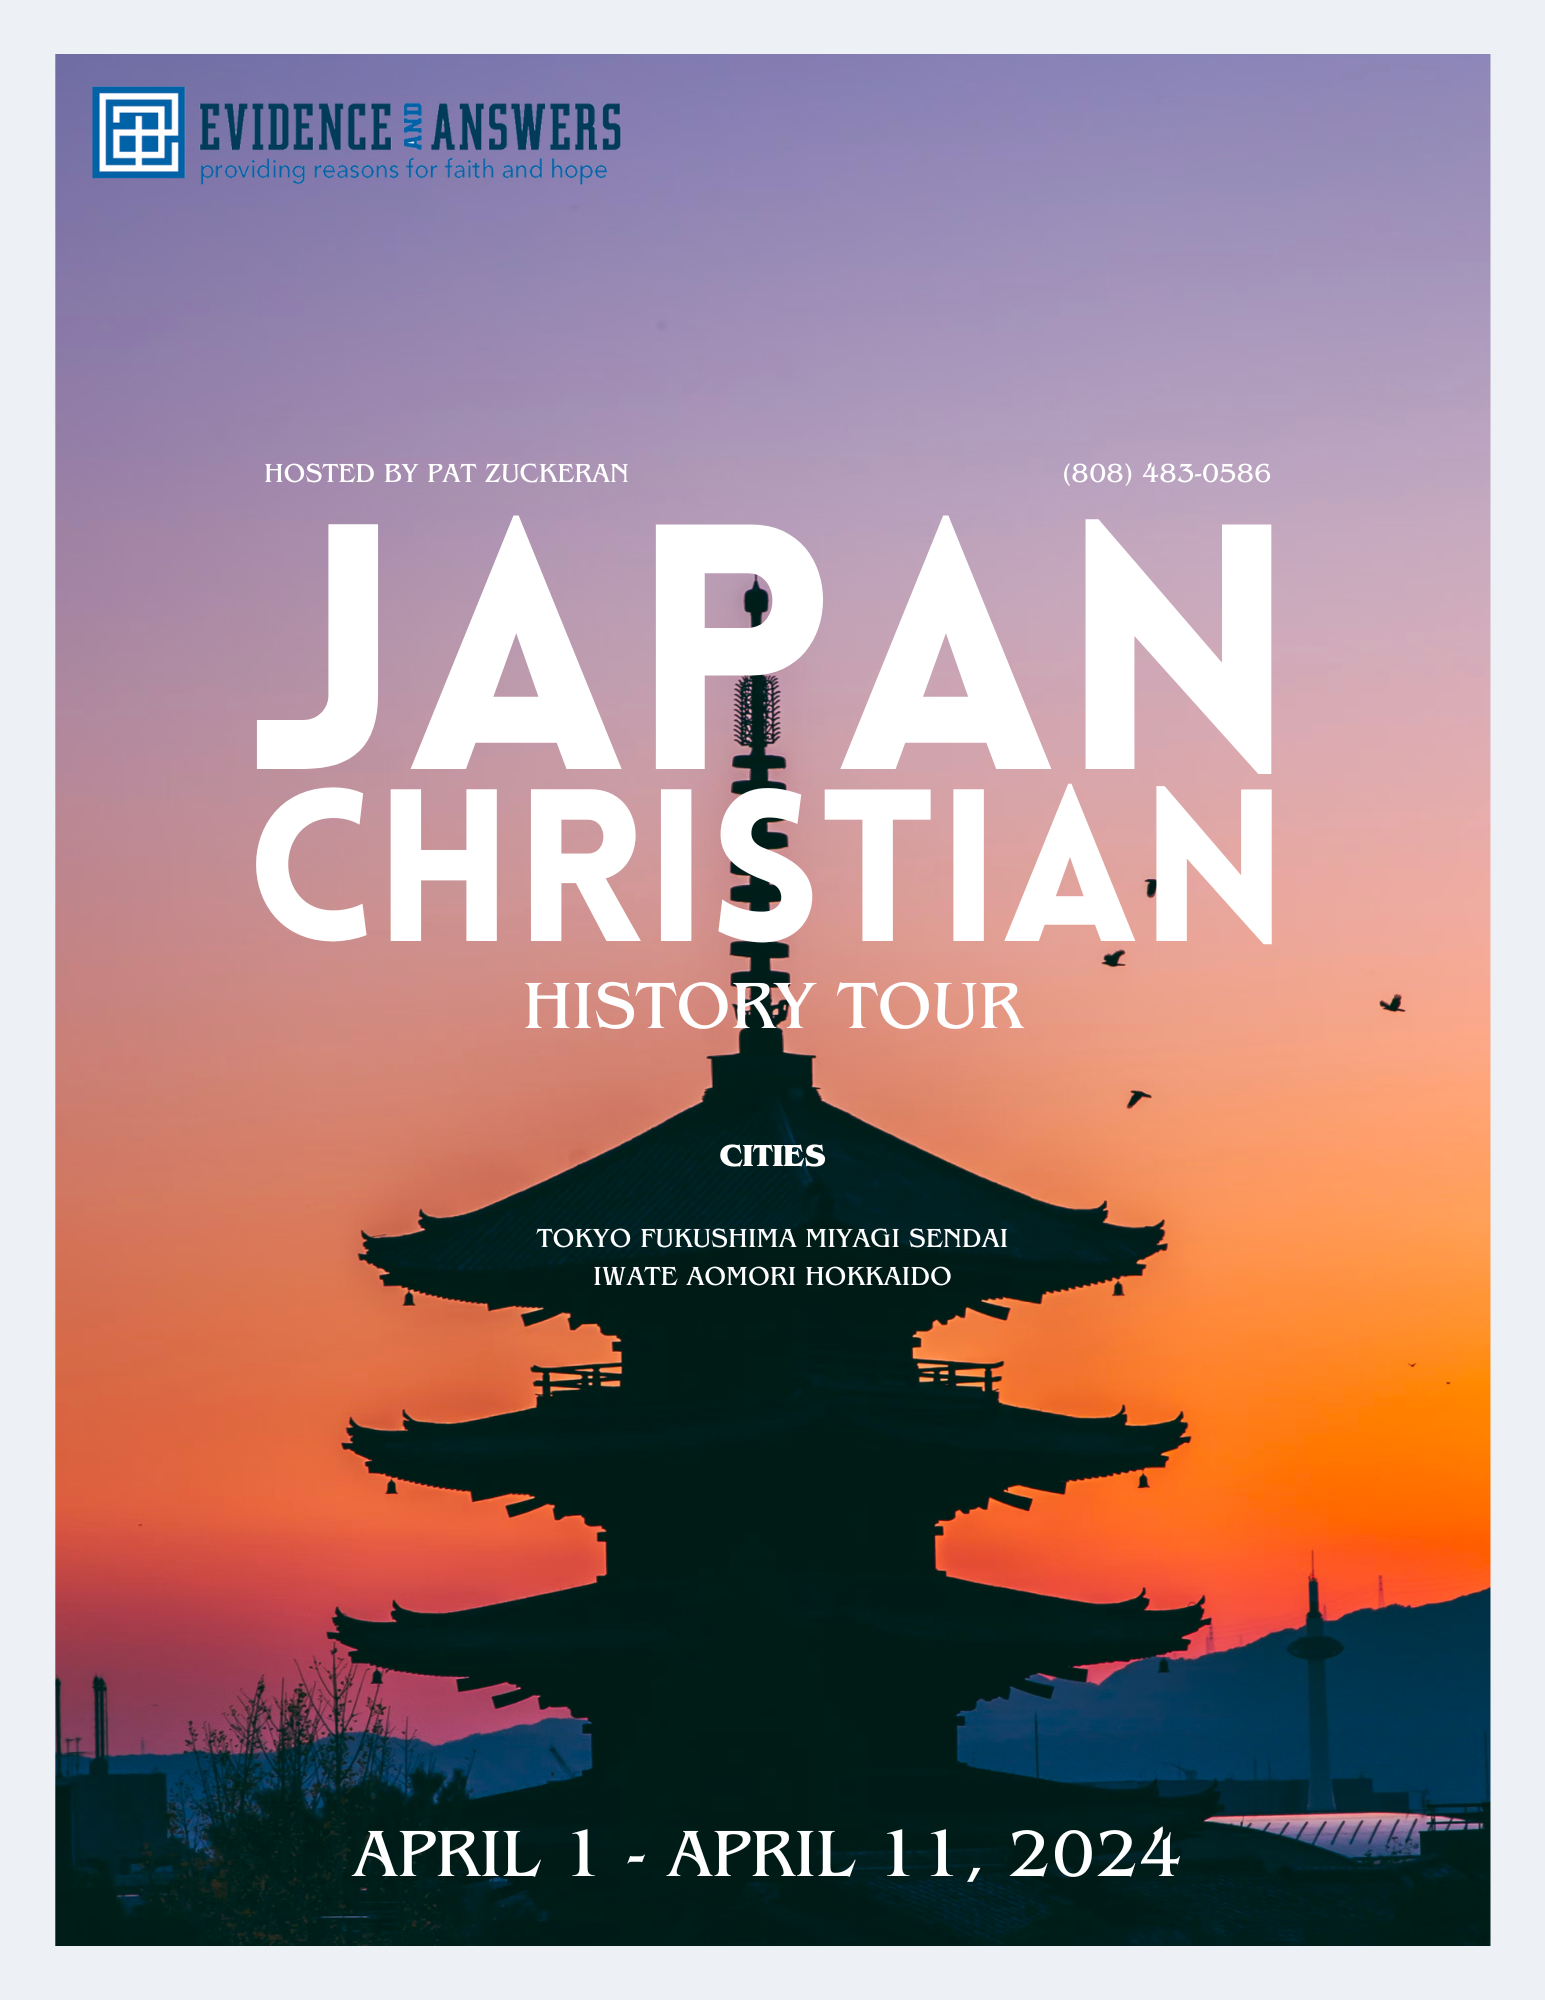 EVIDENCE AND ANSWERS
providing reasons for faith and hope
HOSTED BY PAT ZUCKERAN
(808) 483-0586
JAPAN
CHRISTIAN
HISTORY TOUR
CITIES
TOKYO FUKUSHIMA MIYAGI SENDAI
IWATE AOMORI HOKKAIDO
APRIL 1 - APRIL 11, 2024